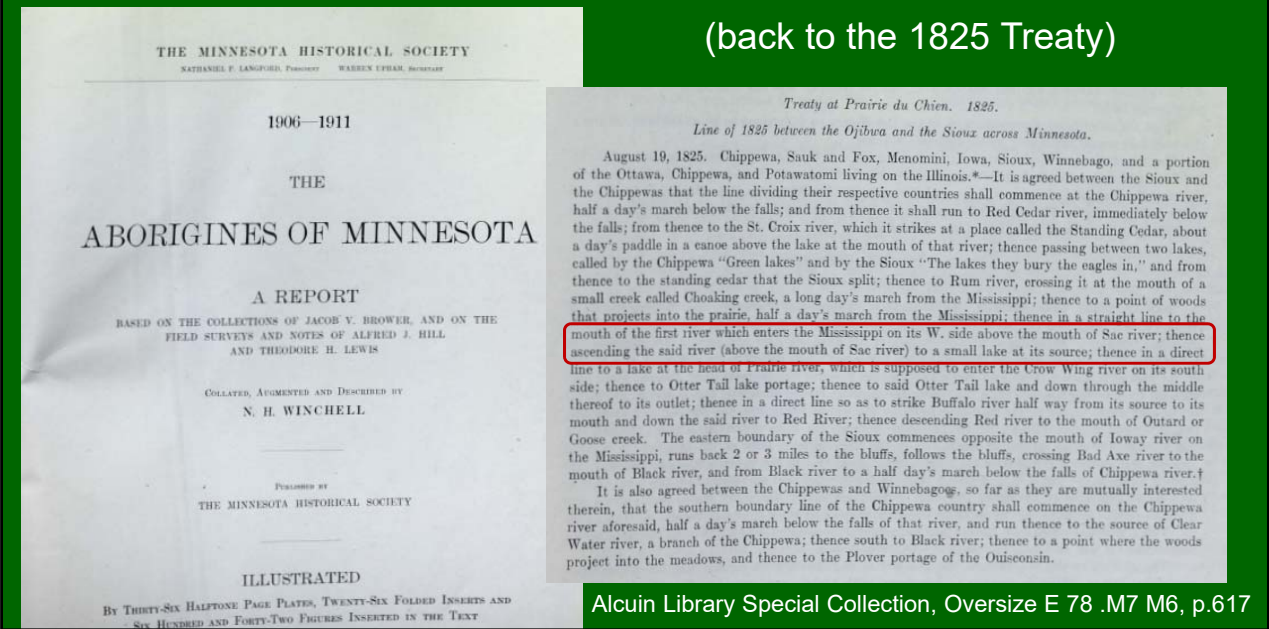 THE MINNESOTA HISTORICAL SOCIETY
NATHANIEL P. LANGFORD, PRESIDENT WARREN UPHAM, SECRETARY
1906—1911
THE
ABORIGINES OF MINNESOTA
A REPORT
BASED ON THE COLLECTIONS OF JACOB V. BROWER, AND ON THE
FIELD SURVEYS AND NOTES OF ALFRED J. HILL
AND THEODORE H. LEWIS
COLLATED, AUGMENTED AND DESCRIBED BY
N. H. WINCHELL
PUBLISHED BY
THE MINNESOTA HISTORICAL SOCIETY
ILLUSTRATED
BY THIRTY-SIX HALFTONE PAGE PLATES, TWENTY-SIX FOLDED INSERTS AND
SIX HUNDRED AND FORTY-TWO FIGURES INSERTED IN THE TEXT
(back to the 1825 Treaty)
Treaty at Prairie du Chien. 1825.
Line of 1825 between the Ojibwa and the Sioux across Minnesota.
August 19, 1825. Chippewa, Sauk and Fox, Menomini, Iowa, Sioux, Winnebago, and a portion
of the Ottawa, Chippewa, and Potawatomi living on the Illinois.*—It is agreed between the Sioux and
the Chippewas that the line dividing their respective countries shall commence at the Chippewa river,
half a day's march below the falls; and from thence it shall run to Red Cedar river, immediately below
the falls; from thence to the St. Croix river, which it strikes at a place called the Standing Cedar, about
a day's paddle in a canoe above the lake at the mouth of that river; thence passing between two lakes,
called by the Chippewa "Green lakes" and by the Sioux "The lakes they bury the eagles in," and from
thence to the standing cedar that the Sioux split; thence to Rum river, crossing it at the mouth of a
small creek called Choaking creek, a long day's march from the Mississippi; thence to a point of woods
that projects into the prairie, half a day's march from the Mississippi; thence in a straight line to the
mouth of the first river which enters the Mississippi on its W. side above the mouth of Sac river; thence
ascending the said river (above the mouth of Sac river) to a small lake at its source; thence in a direct
line to a lake at the head of Prairie river, which is supposed to enter the Crow Wing river on its south
side; thence to Otter Tail lake portage; thence to said Otter Tail lake and down through the middle
thereof to its outlet; thence in a direct line so as to strike Buffalo river half way from its source to its
mouth and down the said river to Red River; thence descending Red river to the mouth of Outard or
Goose creek. The eastern boundary of the Sioux commences opposite the mouth of Ioway river on
the Mississippi, runs back 2 or 3 miles to the bluffs, follows the bluffs, crossing Bad Axe river to the
mouth of Black river, and from Black river to a half day's march below the falls of Chippewa river.†
It is also agreed between the Chippewas and Winnebagoes, so far as they are mutually interested
therein, that the southern boundary line of the Chippewa country shall commence on the Chippewa
river aforesaid, half a day's march below the falls of that river, and run thence to the source of Clear
Water river, a branch of the Chippewa; thence south to Black river; thence to a point where the woods
project into the meadows, and thence to the Plover portage of the Ouisconsin.
Alcuin Library Special Collection, Oversize E 78 .M7 M6, p.617